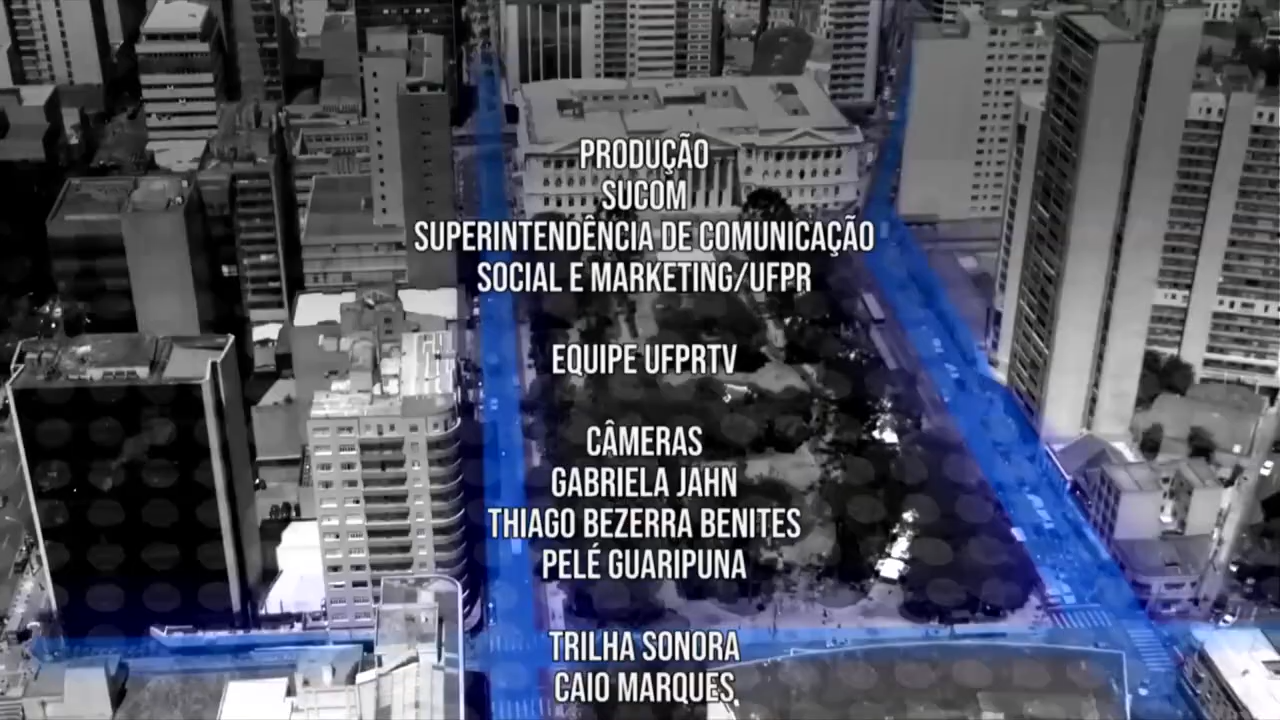 PRODUÇÃO
SUCOM
SUPERINTENDÊNCIA DE COMUNICAÇÃO
SOCIAL E MARKETING/UFPR
EQUIPE UFPRTV
CÂMERAS
GABRIELA JAHN
THIAGO BEZERRA BENITES
PELÉ GUARIPUNA
TRILHA SONORA
CAIO MARQUES